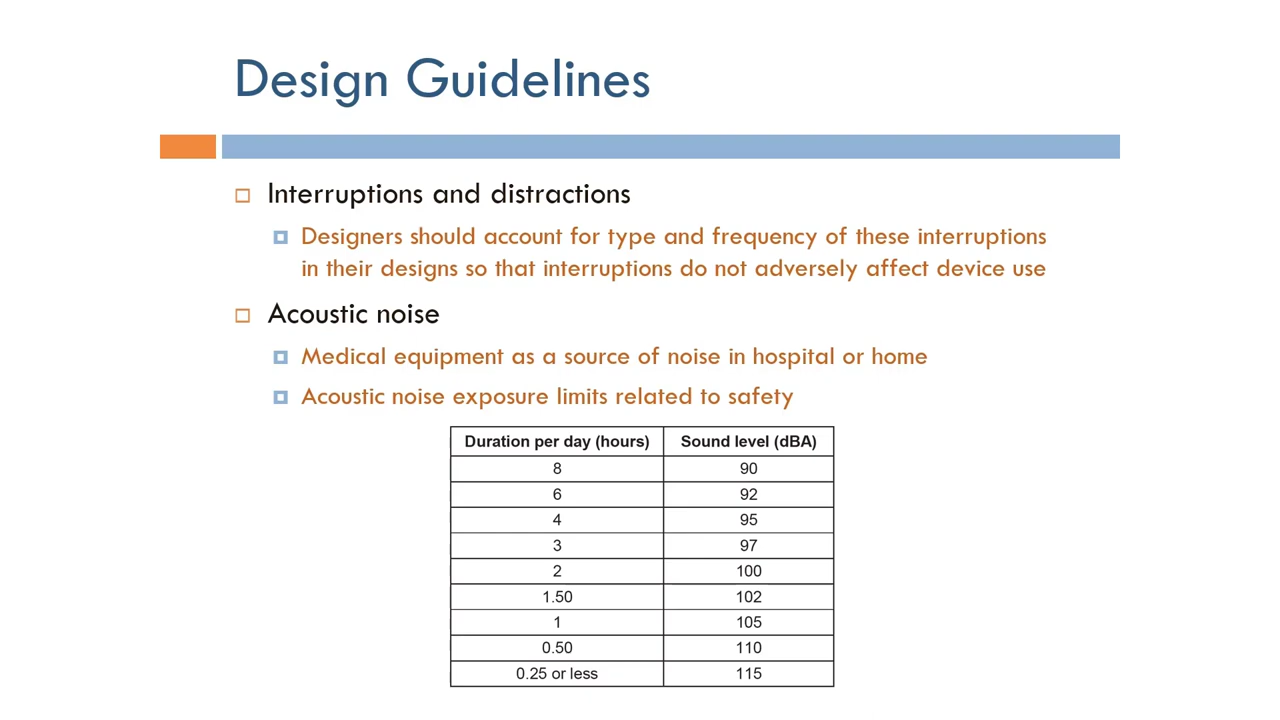 Design Guidelines
Interruptions and distractions
Designers should account for type and frequency of these interruptions
in their designs so that interruptions do not adversely affect device use
Acoustic noise
Medical equipment as a source of noise in hospital or home
Acoustic noise exposure limits related to safety
Duration per day (hours) Sound level (dBA)
8 90
6 92
4 95
3 97
2 100
1.50 102
1 105
0.50 110
0.25 or less 115